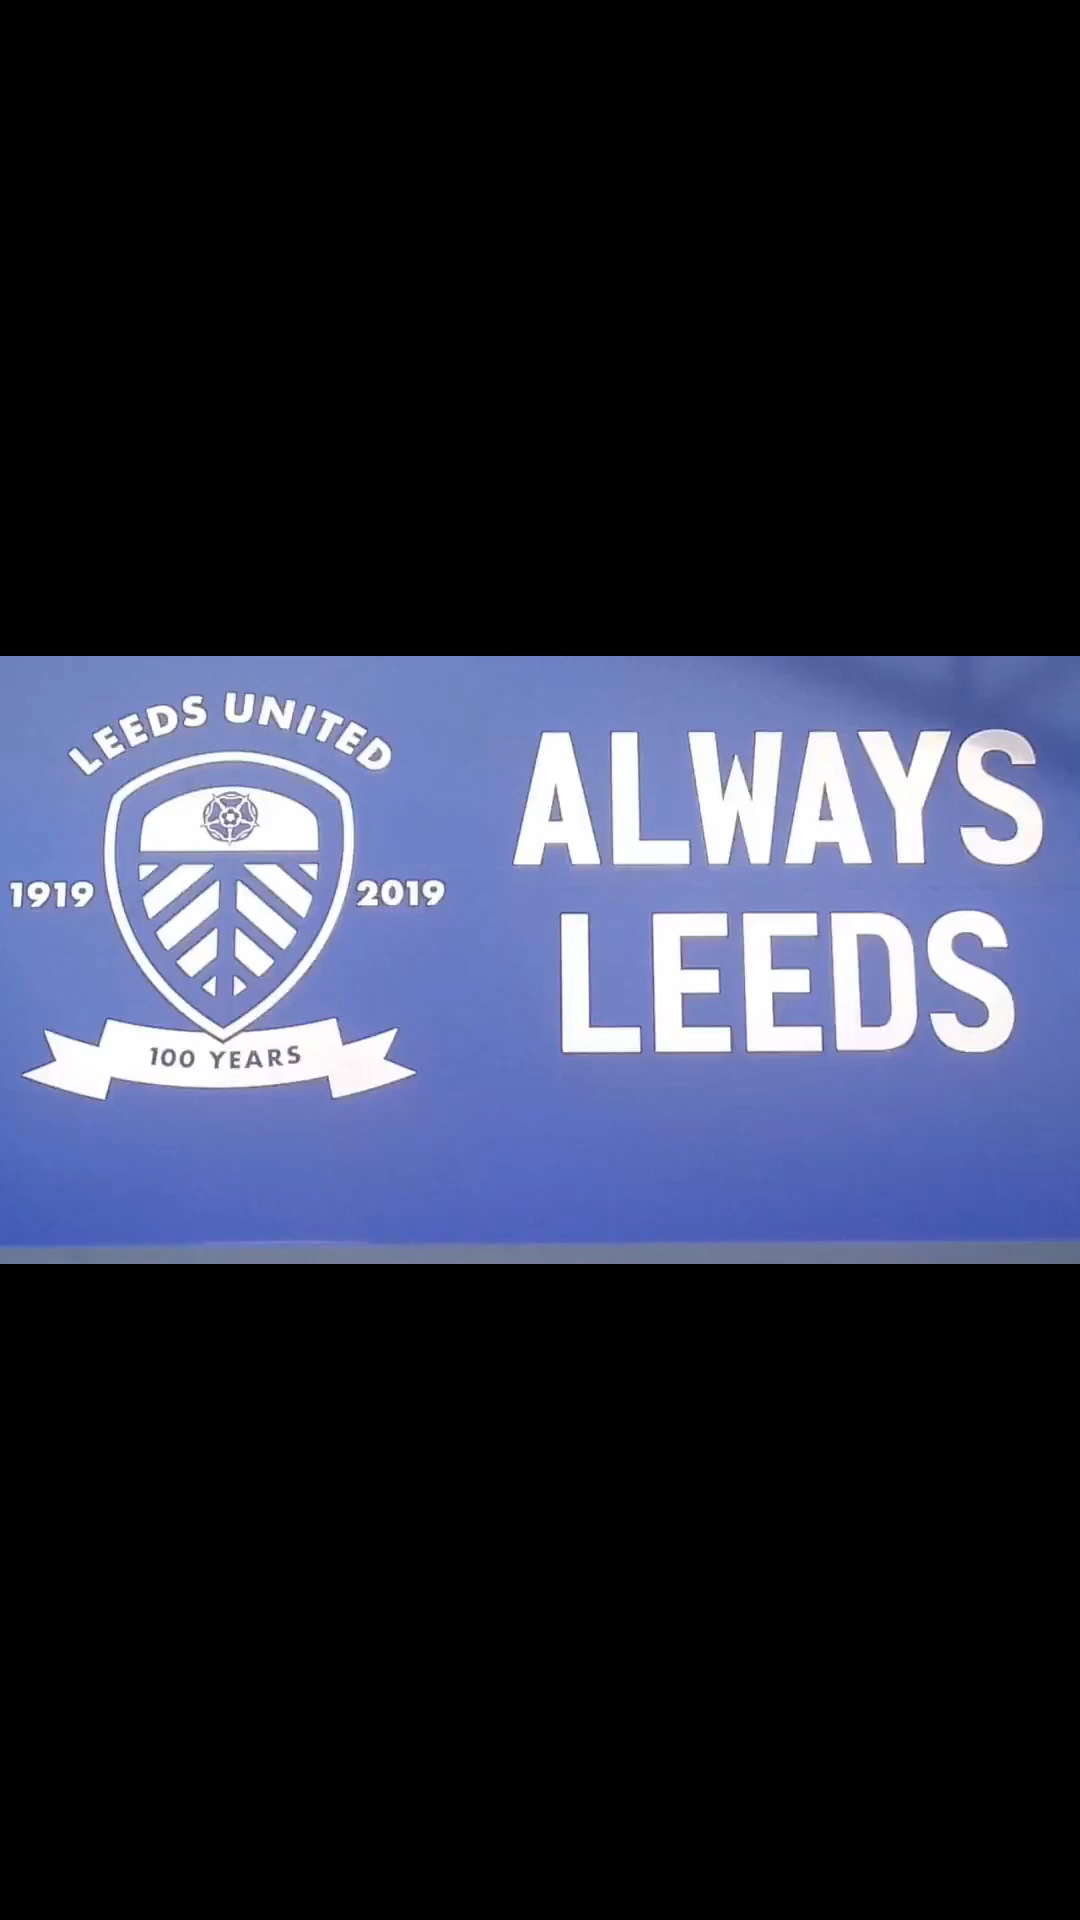 LEEDS UNITED
1919 2019
100 YEARS
ALWAYS
LEEDS